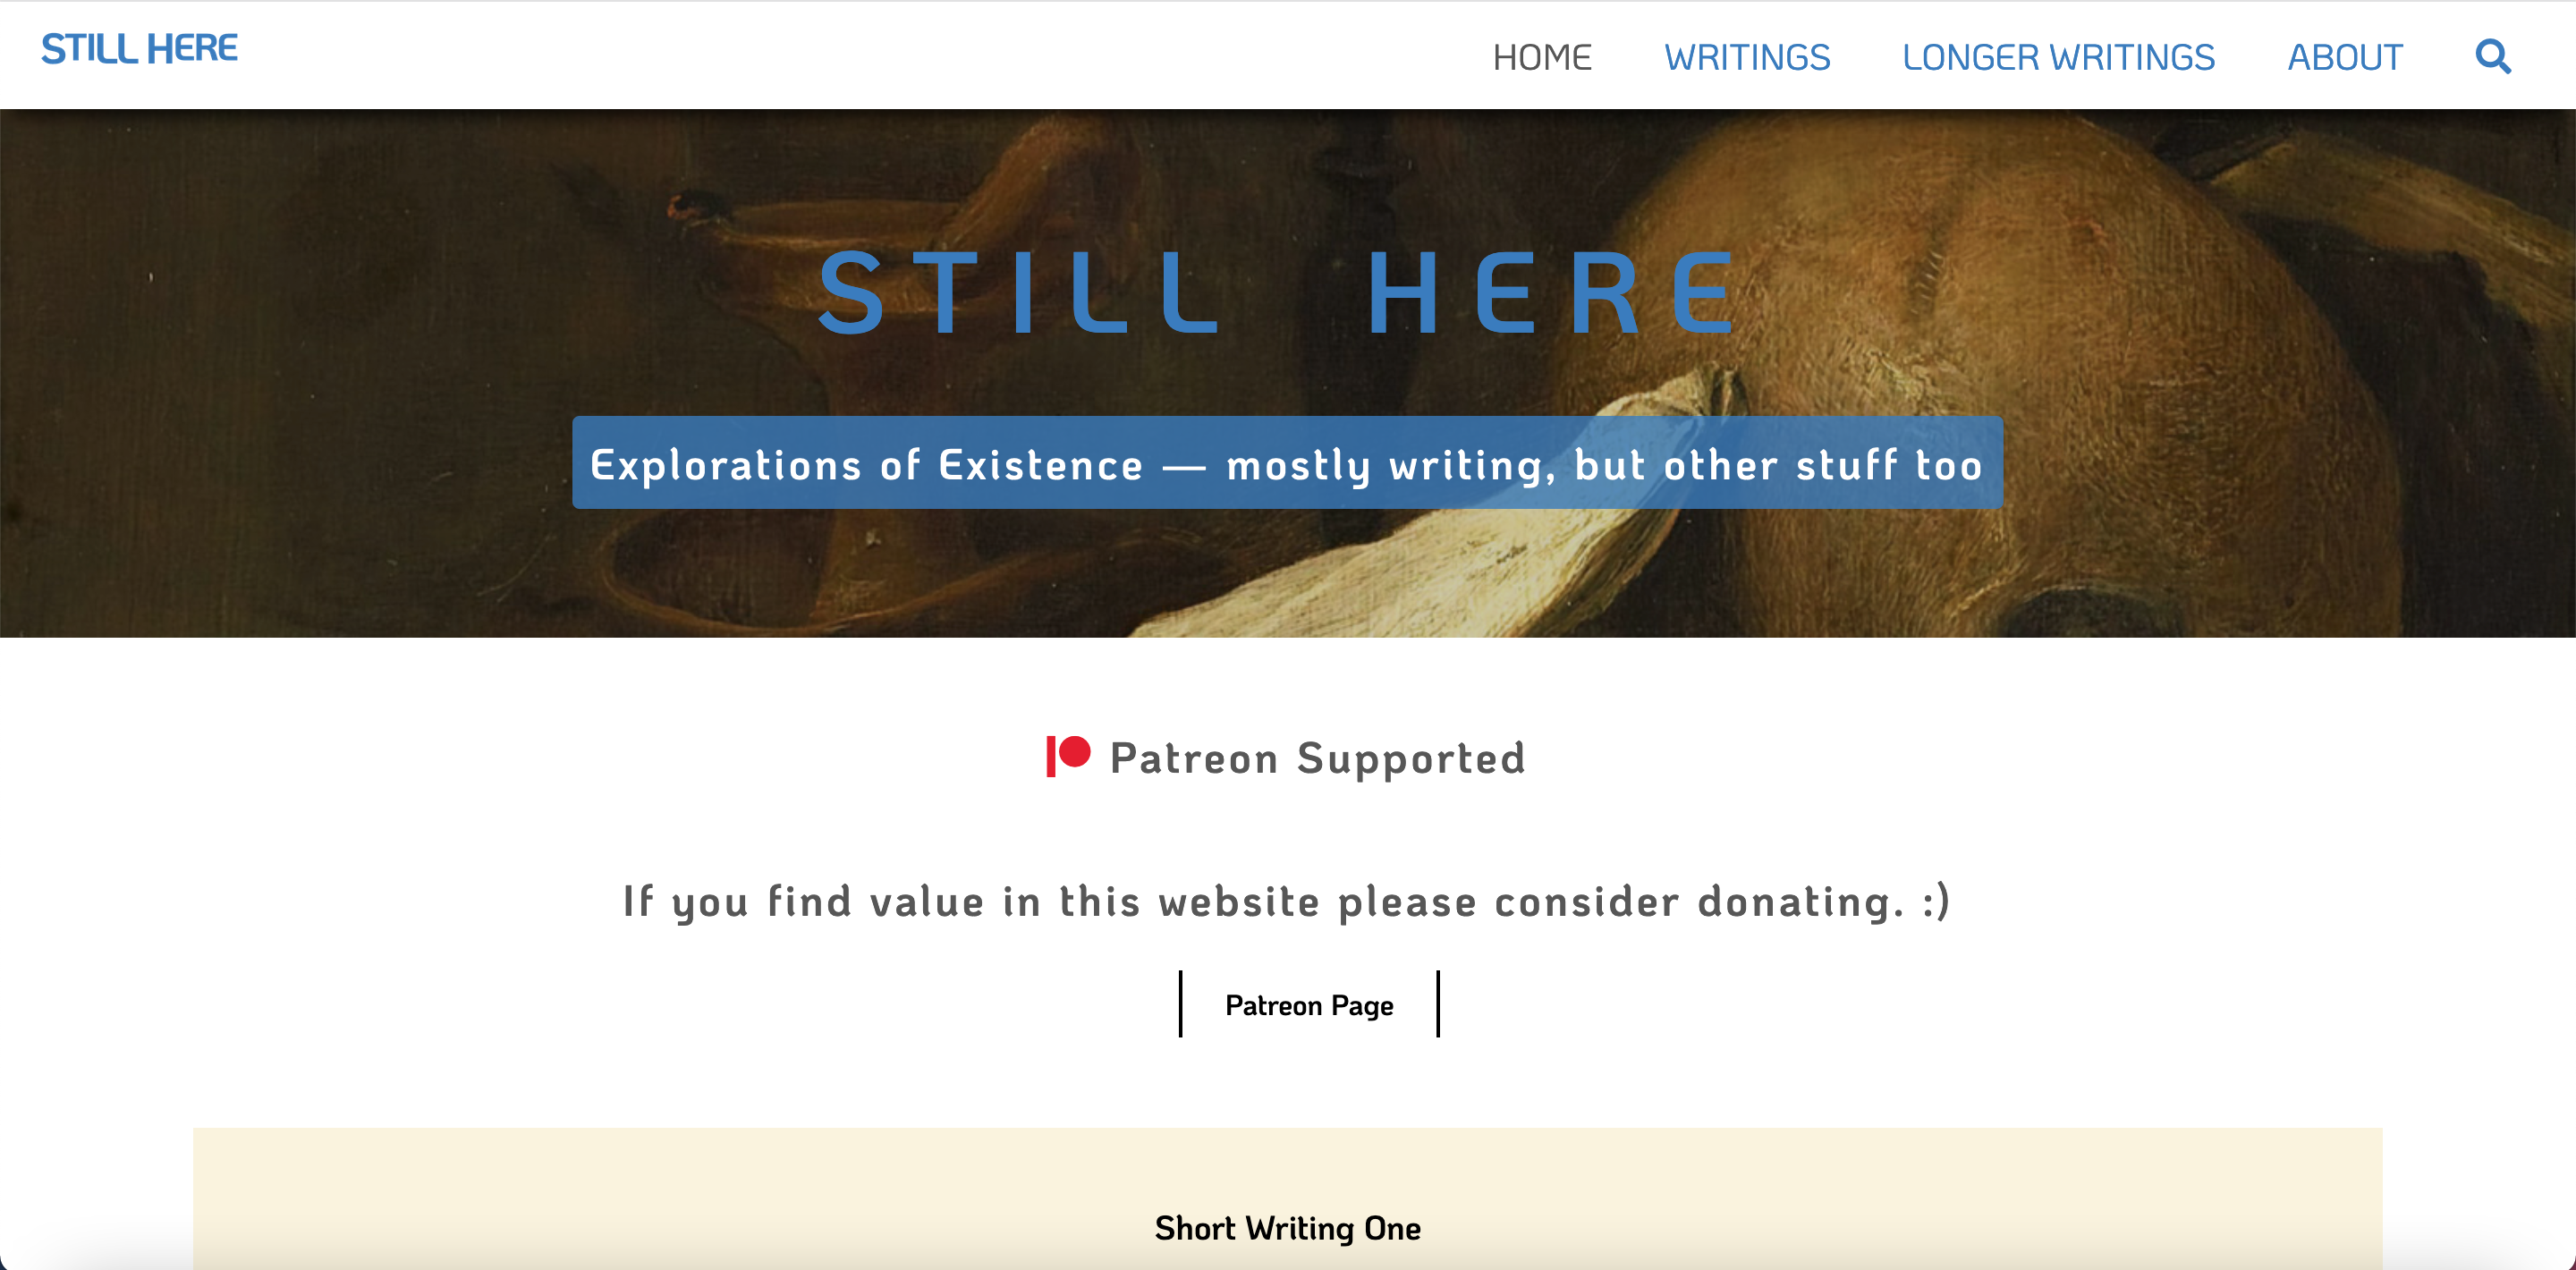 STILL HERE
HOME WRITINGS LONGER WRITINGS ABOUT
STILL HERE
Explorations of Existence — mostly writing, but other stuff too
Patreon Supported
If you find value in this website please consider donating. :)
Patreon Page
Short Writing One